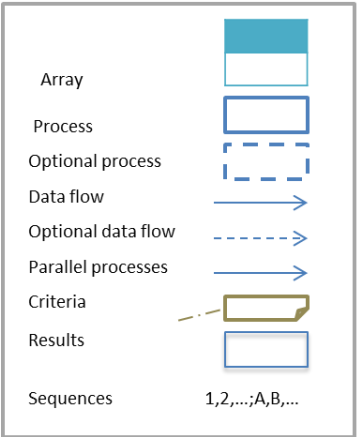 Array
Process
Optional process
Data flow
Optional data flow
Parallel processes
Criteria
Results
Sequences 1,2,...;A,B,...